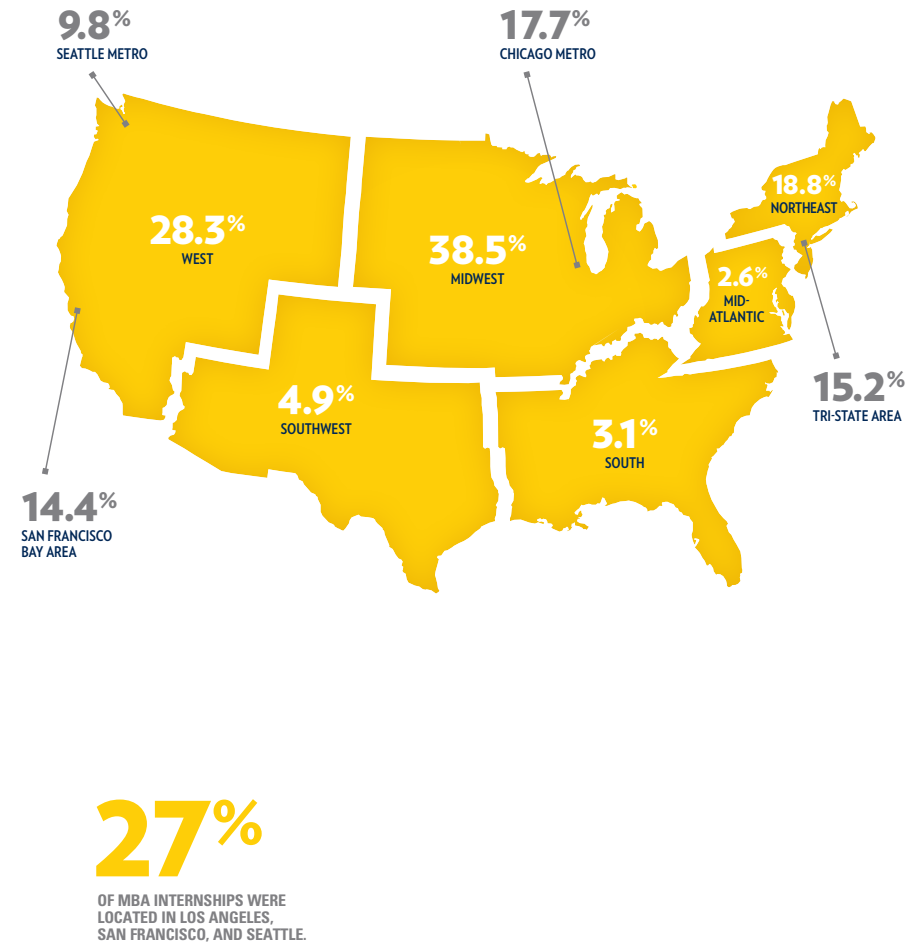 9.8%
SEATTLE METRO
17.7%
CHICAGO METRO
18.8%
NORTHEAST
28.3%
WEST
38.5%
MIDWEST
2.6%
MID-
ATLANTIC
15.2%
TRI-STATE AREA
4.9%
SOUTHWEST
3.1%
SOUTH
14.4%
SAN FRANCISCO
BAY AREA
27%
OF MBA INTERNSHIPS WERE
LOCATED IN LOS ANGELES,
SAN FRANCISCO, AND SEATTLE.